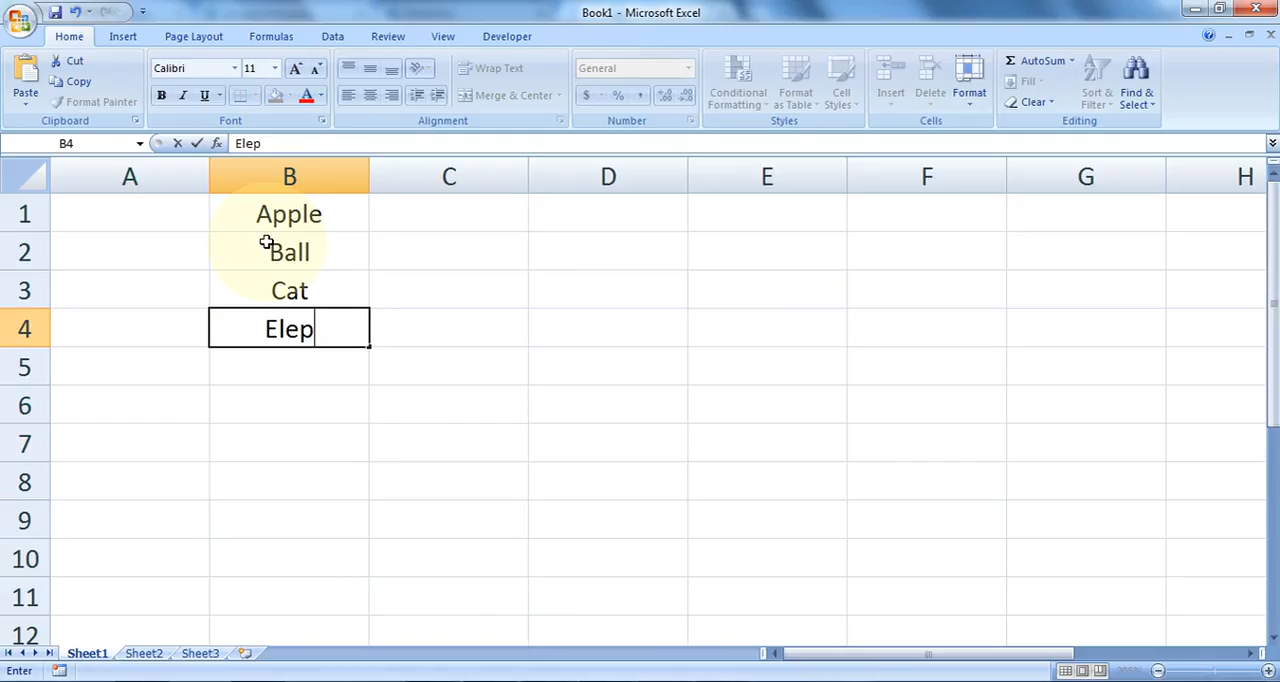 Book1 - Microsoft Excel
Home Insert Page Layout Formulas Data Review View Developer
Cut
Calibri 11 A A Wrap Text General AutoSum
Copy
Paste Format Painter B I U A Merge & Center $ % , Conditional Formatting Format as Table Cell Styles Insert Delete Format Fill Clear Sort & Filter Find & Select
Clipboard Font Alignment Number Styles Cells Editing
B4 fx Elep
A B C D E F G H
1 Apple
2 Ball
3 Cat
4 Elep
5
6
7
8
9
10
11
12
Sheet1 Sheet2 Sheet3
Enter